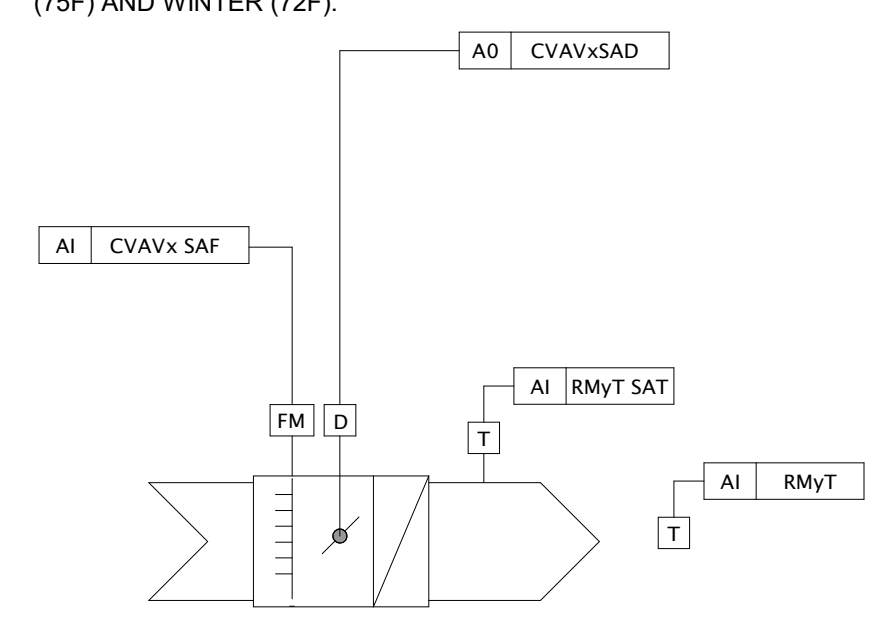 (75F) AND WINTER (72F).
A0 CVAVxSAD
AI CVAVx SAF
AI RMyT SAT
FM D
T
AI RMyT
T